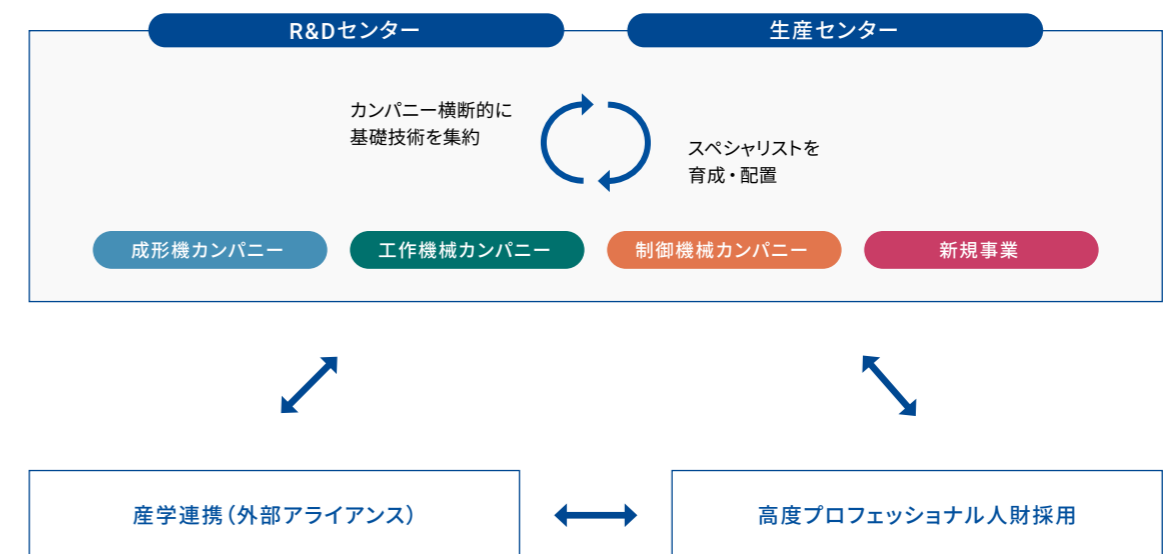 R&Dセンター
生産センター
カンパニー横断的に
基礎技術を集約
スペシャリストを
育成・配置
成形機カンパニー
工作機械カンパニー
制御機械カンパニー
新規事業
産学連携(外部アライアンス)
高度プロフェッショナル人財採用